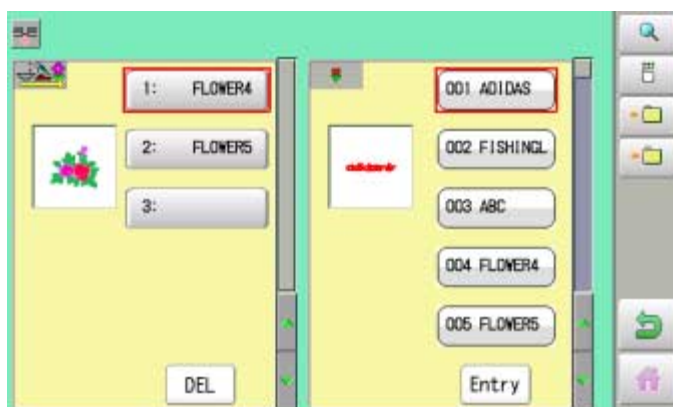 1: FLOWER4
2: FLOWER5
3:
DEL
001 ADIDAS
002 FISHINGL
003 ABC
004 FLOWER4
005 FLOWER5
Entry